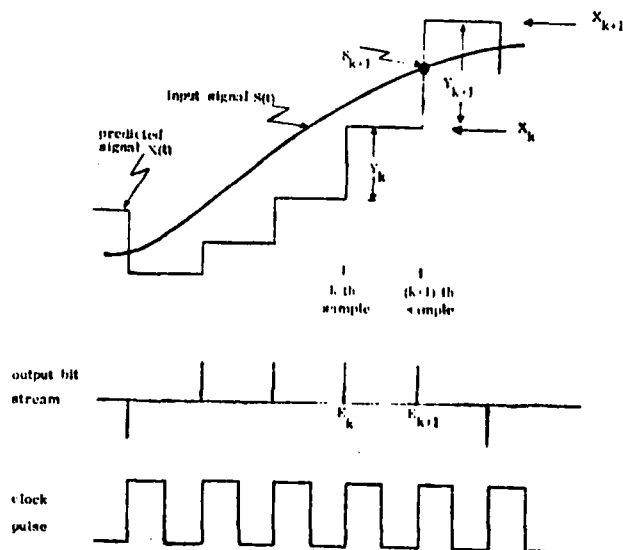 X_{k+1}
S_{k+1}
Y_{k+1}
input signal S(t)
X_k
predicted
signal X(t)
Y_k
k th
sample
(k+1) th
sample
output bit
stream
E_k
E_{k+1}
clock
pulse